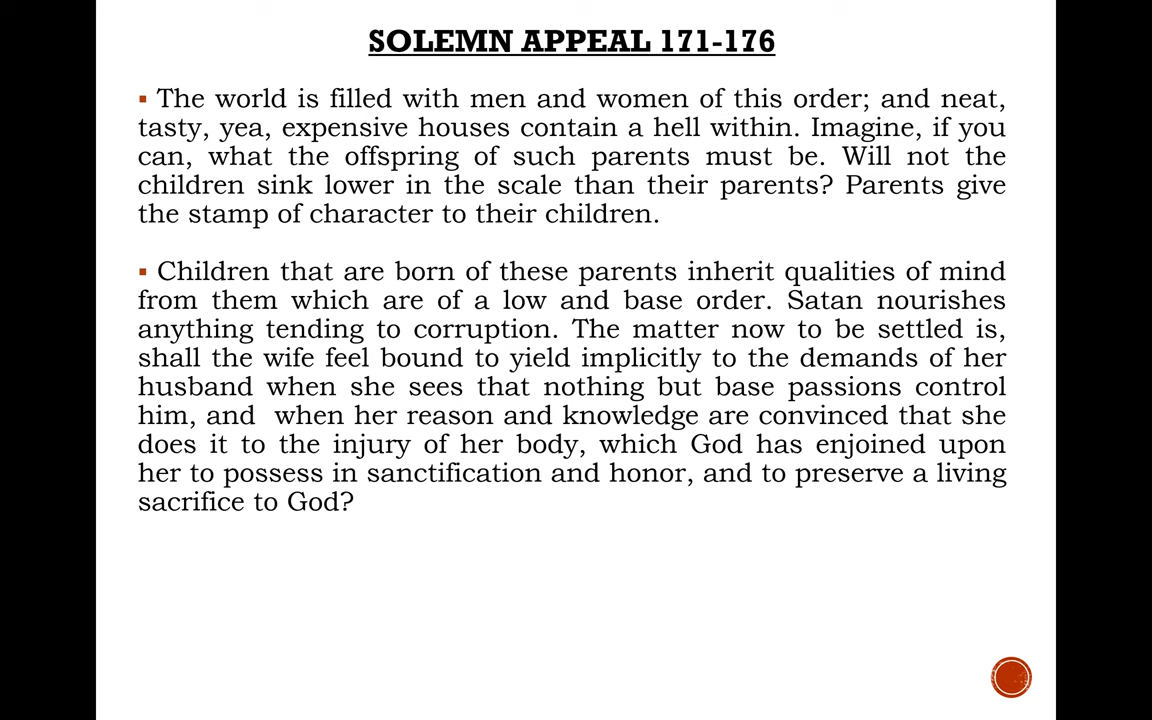 SOLEMN APPEAL 171-176
▪ The world is filled with men and women of this order; and neat,
tasty, yea, expensive houses contain a hell within. Imagine, if you
can, what the offspring of such parents must be. Will not the
children sink lower in the scale than their parents? Parents give
the stamp of character to their children.
▪ Children that are born of these parents inherit qualities of mind
from them which are of a low and base order. Satan nourishes
anything tending to corruption. The matter now to be settled is,
shall the wife feel bound to yield implicitly to the demands of her
husband when she sees that nothing but base passions control
him, and  when her reason and knowledge are convinced that she
does it to the injury of her body, which God has enjoined upon
her to possess in sanctification and honor, and to preserve a living
sacrifice to God?